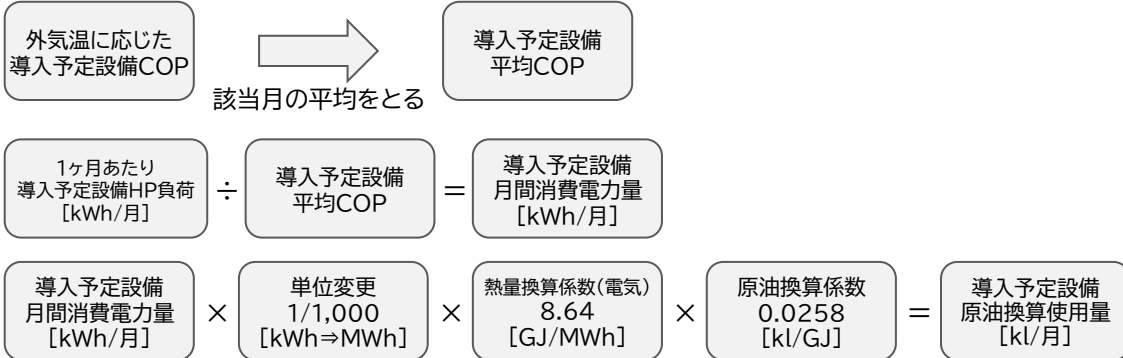 外気温に応じた
導入予定設備COP
該当月の平均をとる
導入予定設備
平均COP
1ヶ月あたり
導入予定設備HP負荷
[kWh/月]
÷
導入予定設備
平均COP
=
導入予定設備
月間消費電力量
[kWh/月]
導入予定設備
月間消費電力量
[kWh/月]
×
単位変更
1/1,000
[kWh⇒MWh]
×
熱量換算係数(電気)
8.64
[GJ/MWh]
×
原油換算係数
0.0258
[kl/GJ]
=
導入予定設備
原油換算使用量
[kl/月]